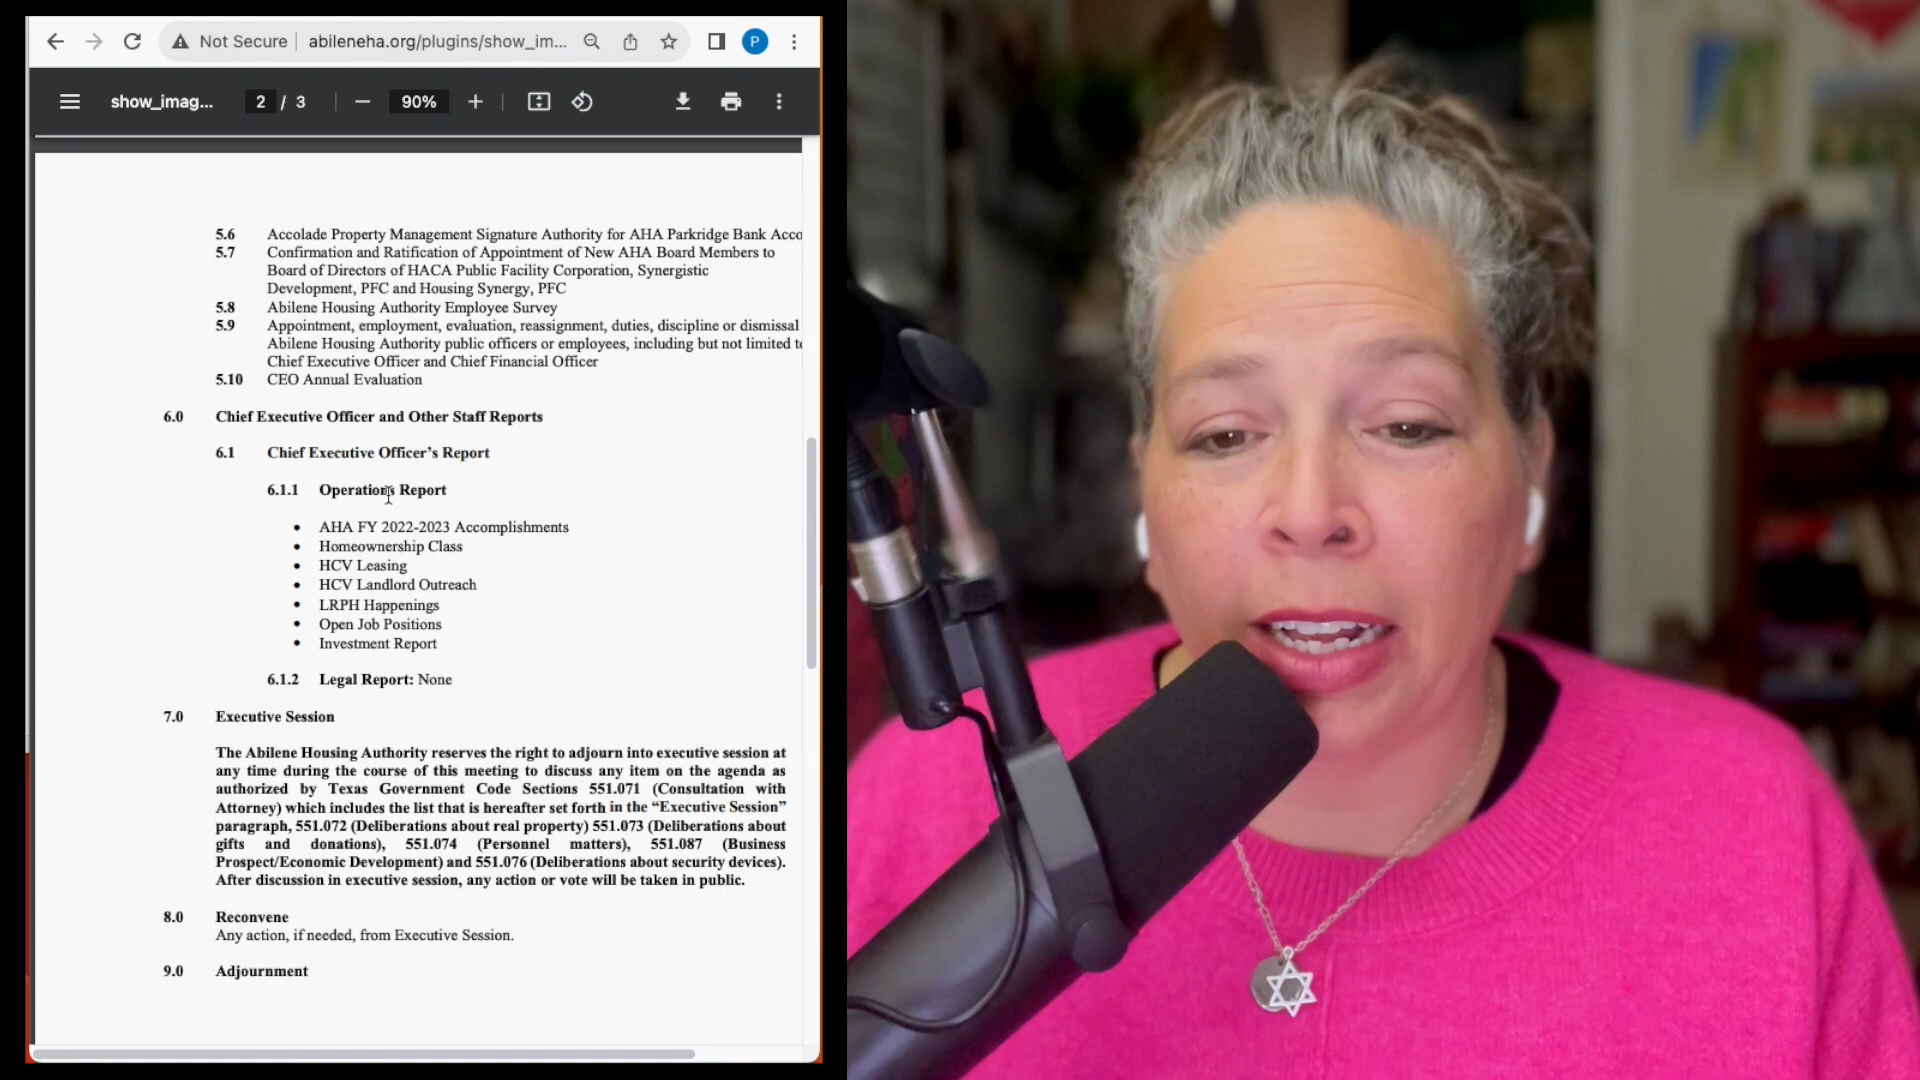 Not Secure
abileneha.org/plugins/show_im...
P
show_imag...
2 / 3
90%
5.6 Accolade Property Management Signature Authority for AHA Parkridge Bank Acco
5.7 Confirmation and Ratification of Appointment of New AHA Board Members to
Board of Directors of HACA Public Facility Corporation, Synergistic
Development, PFC and Housing Synergy, PFC
5.8 Abilene Housing Authority Employee Survey
5.9 Appointment, employment, evaluation, reassignment, duties, discipline or dismissal
Abilene Housing Authority public officers or employees, including but not limited to
Chief Executive Officer and Chief Financial Officer
5.10 CEO Annual Evaluation
6.0 Chief Executive Officer and Other Staff Reports
6.1 Chief Executive Officer’s Report
6.1.1 Operations Report
• AHA FY 2022-2023 Accomplishments
• Homeownership Class
• HCV Leasing
• HCV Landlord Outreach
• LRPH Happenings
• Open Job Positions
• Investment Report
6.1.2 Legal Report: None
7.0 Executive Session
The Abilene Housing Authority reserves the right to adjourn into executive session at
any time during the course of this meeting to discuss any item on the agenda as
authorized by Texas Government Code Sections 551.071 (Consultation with
Attorney) which includes the list that is hereafter set forth in the “Executive Session”
paragraph, 551.072 (Deliberations about real property) 551.073 (Deliberations about
gifts and donations), 551.074 (Personnel matters), 551.087 (Business
Prospect/Economic Development) and 551.076 (Deliberations about security devices).
After discussion in executive session, any action or vote will be taken in public.
8.0 Reconvene
Any action, if needed, from Executive Session.
9.0 Adjournment